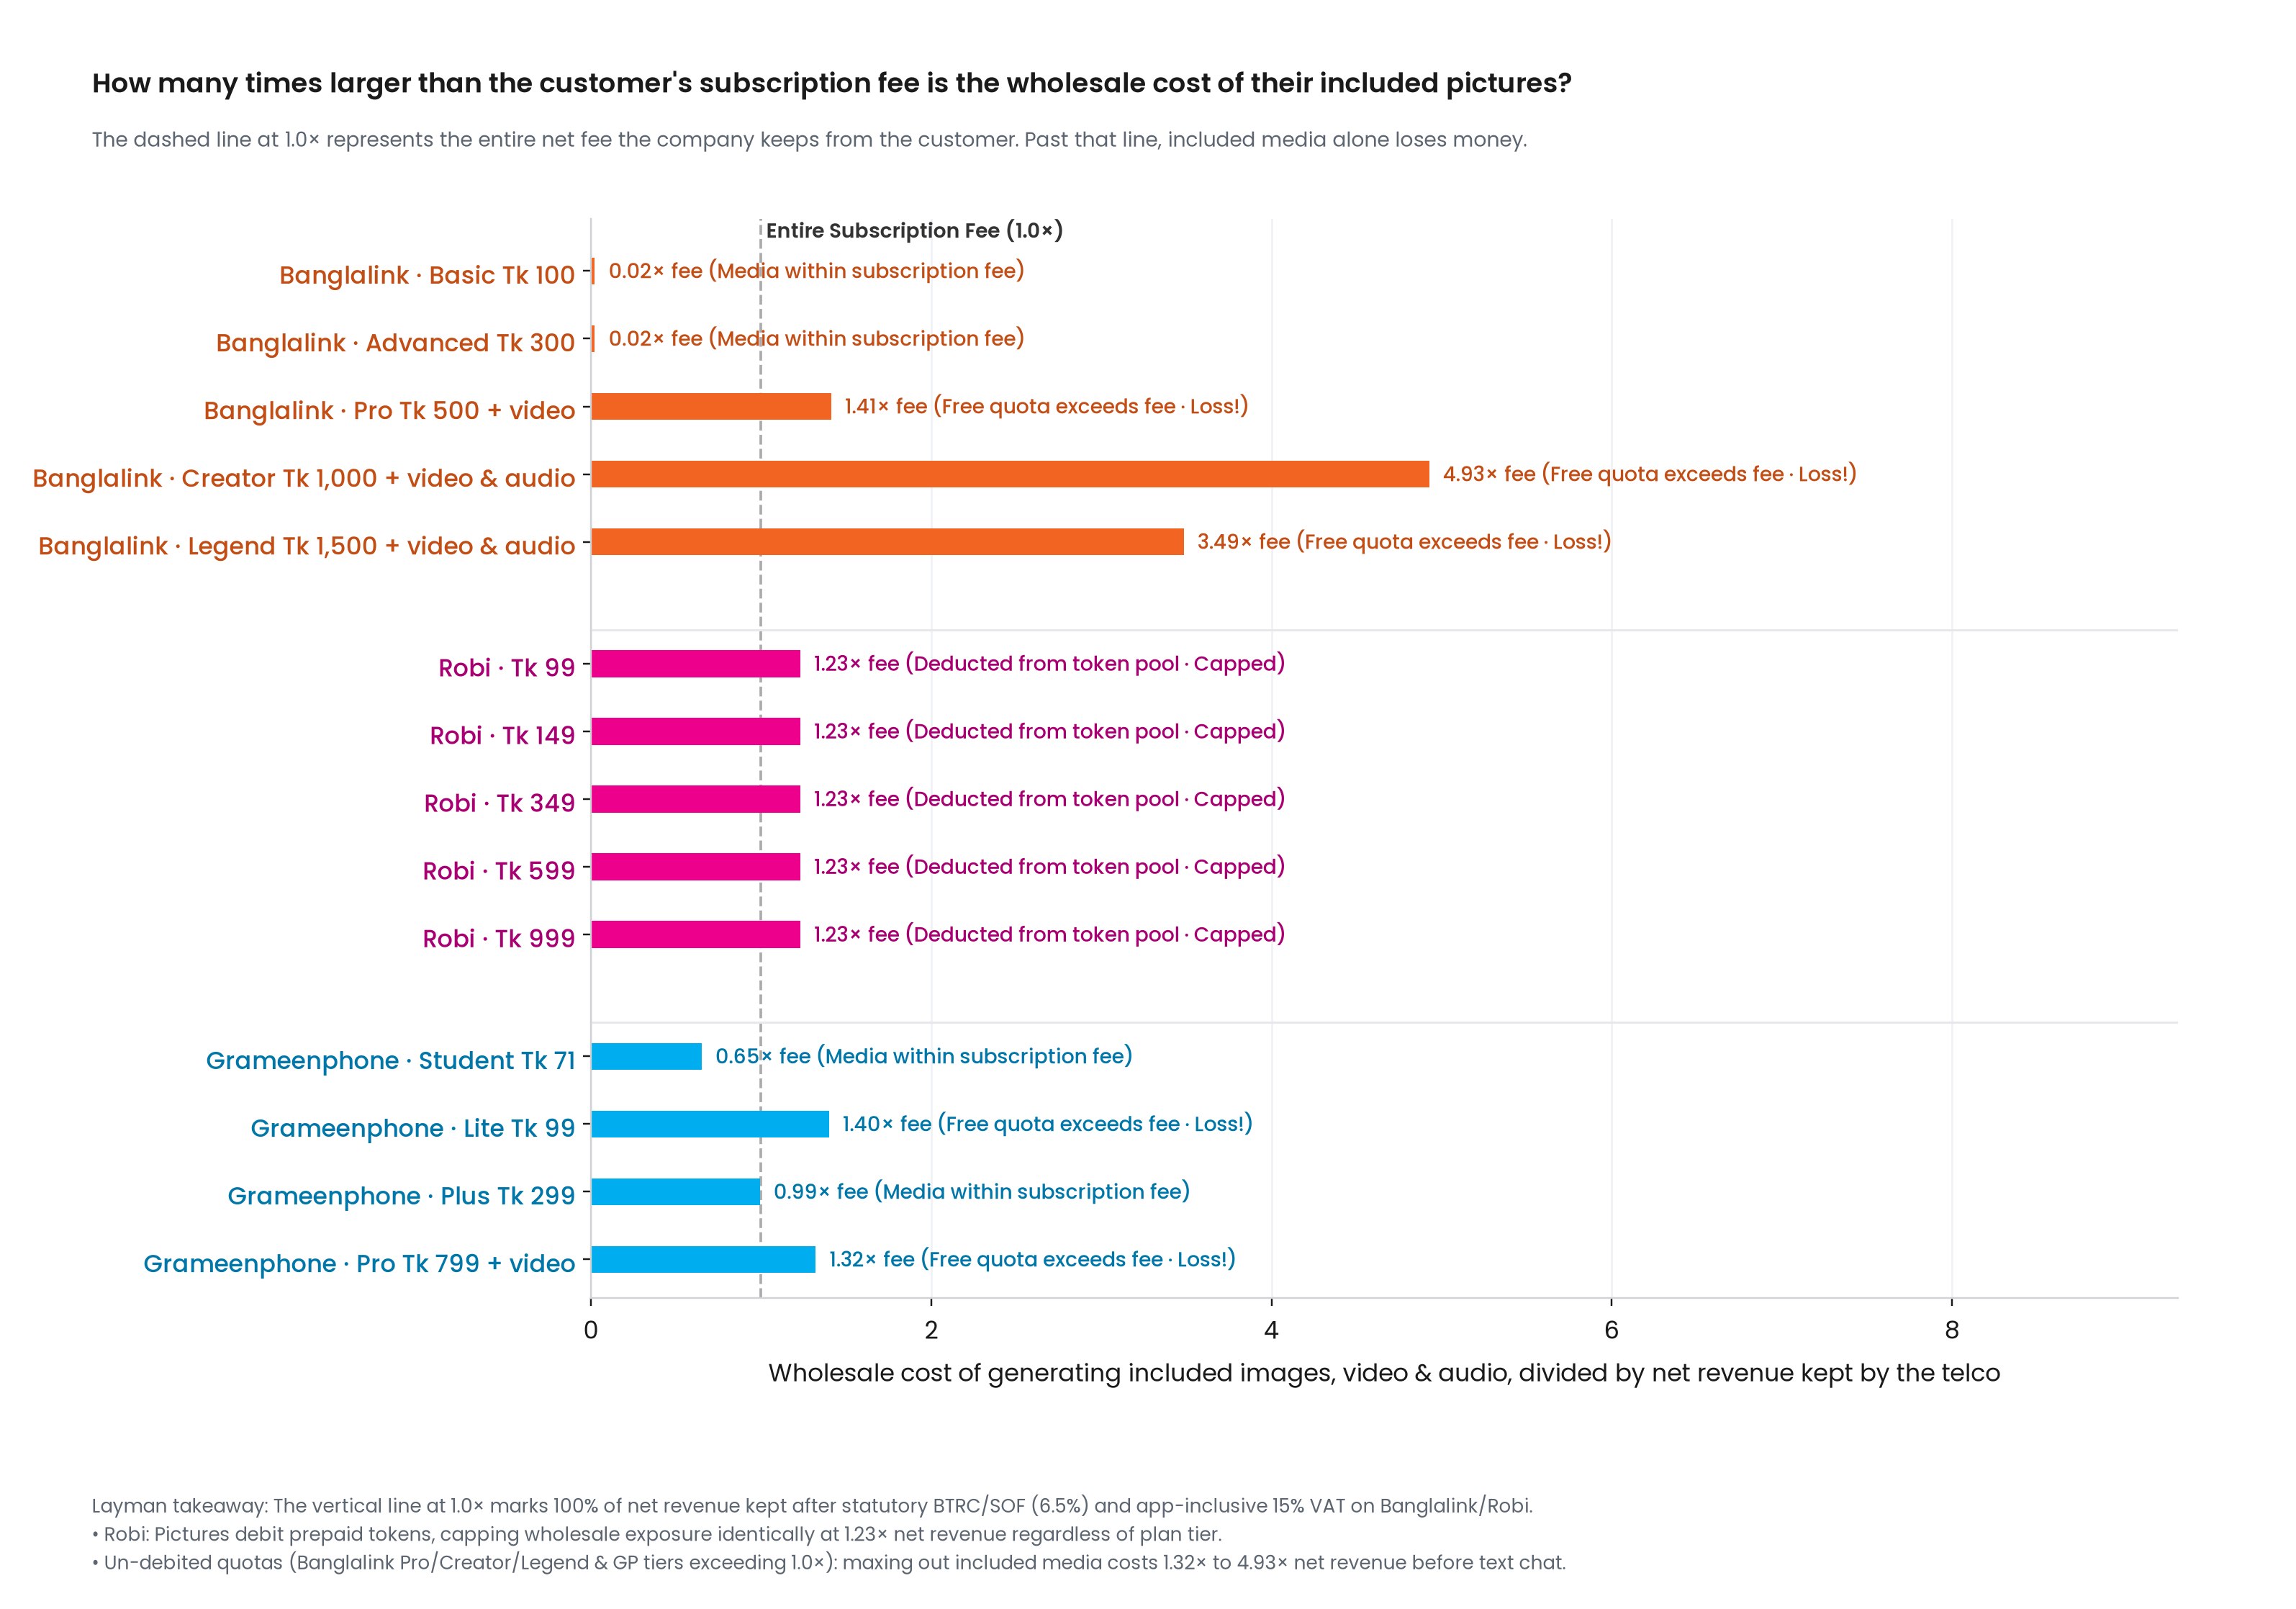 How many times larger than the customer's subscription fee is the wholesale cost of their included pictures?
The dashed line at 1.0× represents the entire net fee the company keeps from the customer. Past that line, included media alone loses money.
Entire Subscription Fee (1.0×)
Banglalink · Basic Tk 100 0.02× fee (Media within subscription fee)
Banglalink · Advanced Tk 300 0.02× fee (Media within subscription fee)
Banglalink · Pro Tk 500 + video 1.41× fee (Free quota exceeds fee · Loss!)
Banglalink · Creator Tk 1,000 + video & audio 4.93× fee (Free quota exceeds fee · Loss!)
Banglalink · Legend Tk 1,500 + video & audio 3.49× fee (Free quota exceeds fee · Loss!)
Robi · Tk 99 1.23× fee (Deducted from token pool · Capped)
Robi · Tk 149 1.23× fee (Deducted from token pool · Capped)
Robi · Tk 349 1.23× fee (Deducted from token pool · Capped)
Robi · Tk 599 1.23× fee (Deducted from token pool · Capped)
Robi · Tk 999 1.23× fee (Deducted from token pool · Capped)
Grameenphone · Student Tk 71 0.65× fee (Media within subscription fee)
Grameenphone · Lite Tk 99 1.40× fee (Free quota exceeds fee · Loss!)
Grameenphone · Plus Tk 299 0.99× fee (Media within subscription fee)
Grameenphone · Pro Tk 799 + video 1.32× fee (Free quota exceeds fee · Loss!)
0 2 4 6 8
Wholesale cost of generating included images, video & audio, divided by net revenue kept by the telco
Layman takeaway: The vertical line at 1.0× marks 100% of net revenue kept after statutory BTRC/SOF (6.5%) and app-inclusive 15% VAT on Banglalink/Robi.
• Robi: Pictures debit prepaid tokens, capping wholesale exposure identically at 1.23× net revenue regardless of plan tier.
• Un-debited quotas (Banglalink Pro/Creator/Legend & GP tiers exceeding 1.0×): maxing out included media costs 1.32× to 4.93× net revenue before text chat.